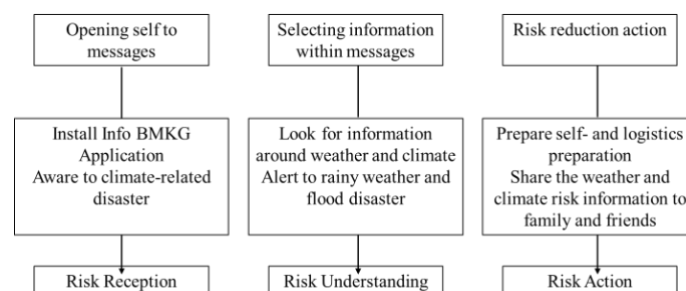 Opening self to
messages
Install Info BMKG
Application
Aware to climate-related
disaster
Risk Reception
Selecting information
within messages
Look for information
around weather and climate
Alert to rainy weather and
flood disaster
Risk Understanding
Risk reduction action
Prepare self- and logistics
preparation
Share the weather and
climate risk information to
family and friends
Risk Action